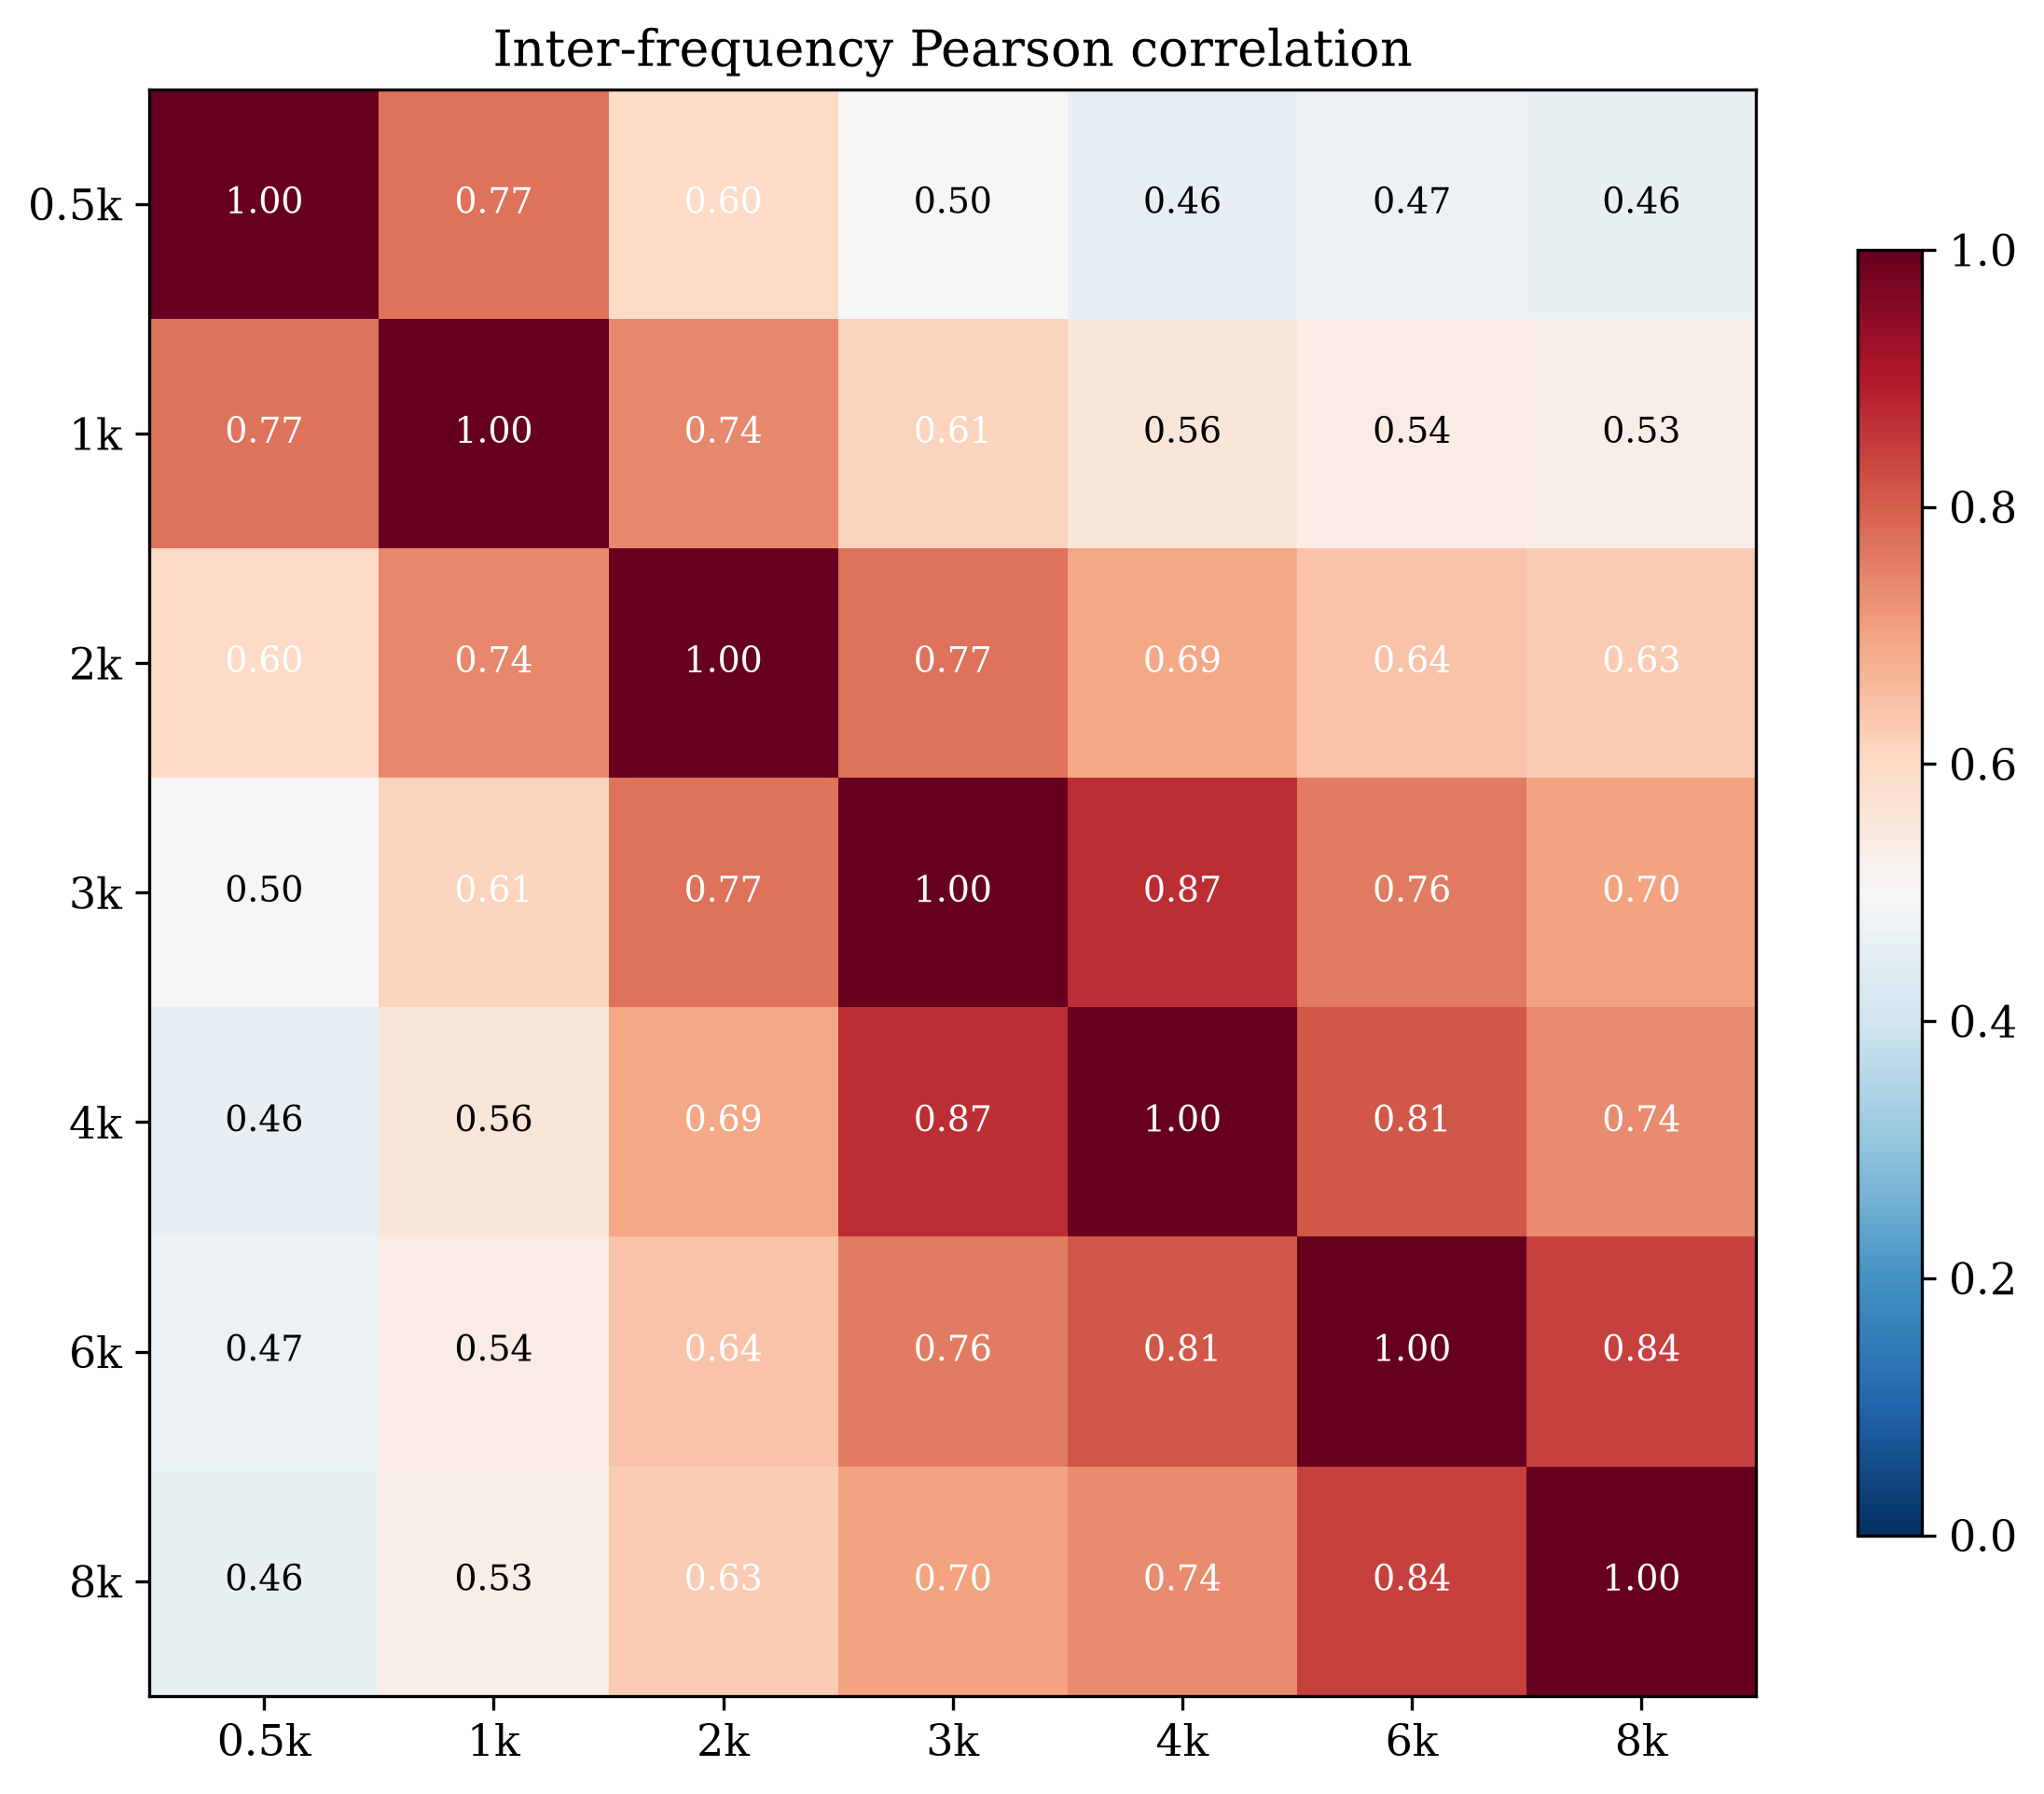 Inter-frequency Pearson correlation
0.5k 1.00 0.77 0.60 0.50 0.46 0.47 0.46
1k 0.77 1.00 0.74 0.61 0.56 0.54 0.53
2k 0.60 0.74 1.00 0.77 0.69 0.64 0.63
3k 0.50 0.61 0.77 1.00 0.87 0.76 0.70
4k 0.46 0.56 0.69 0.87 1.00 0.81 0.74
6k 0.47 0.54 0.64 0.76 0.81 1.00 0.84
8k 0.46 0.53 0.63 0.70 0.74 0.84 1.00
0.5k 1k 2k 3k 4k 6k 8k
1.0
0.8
0.6
0.4
0.2
0.0